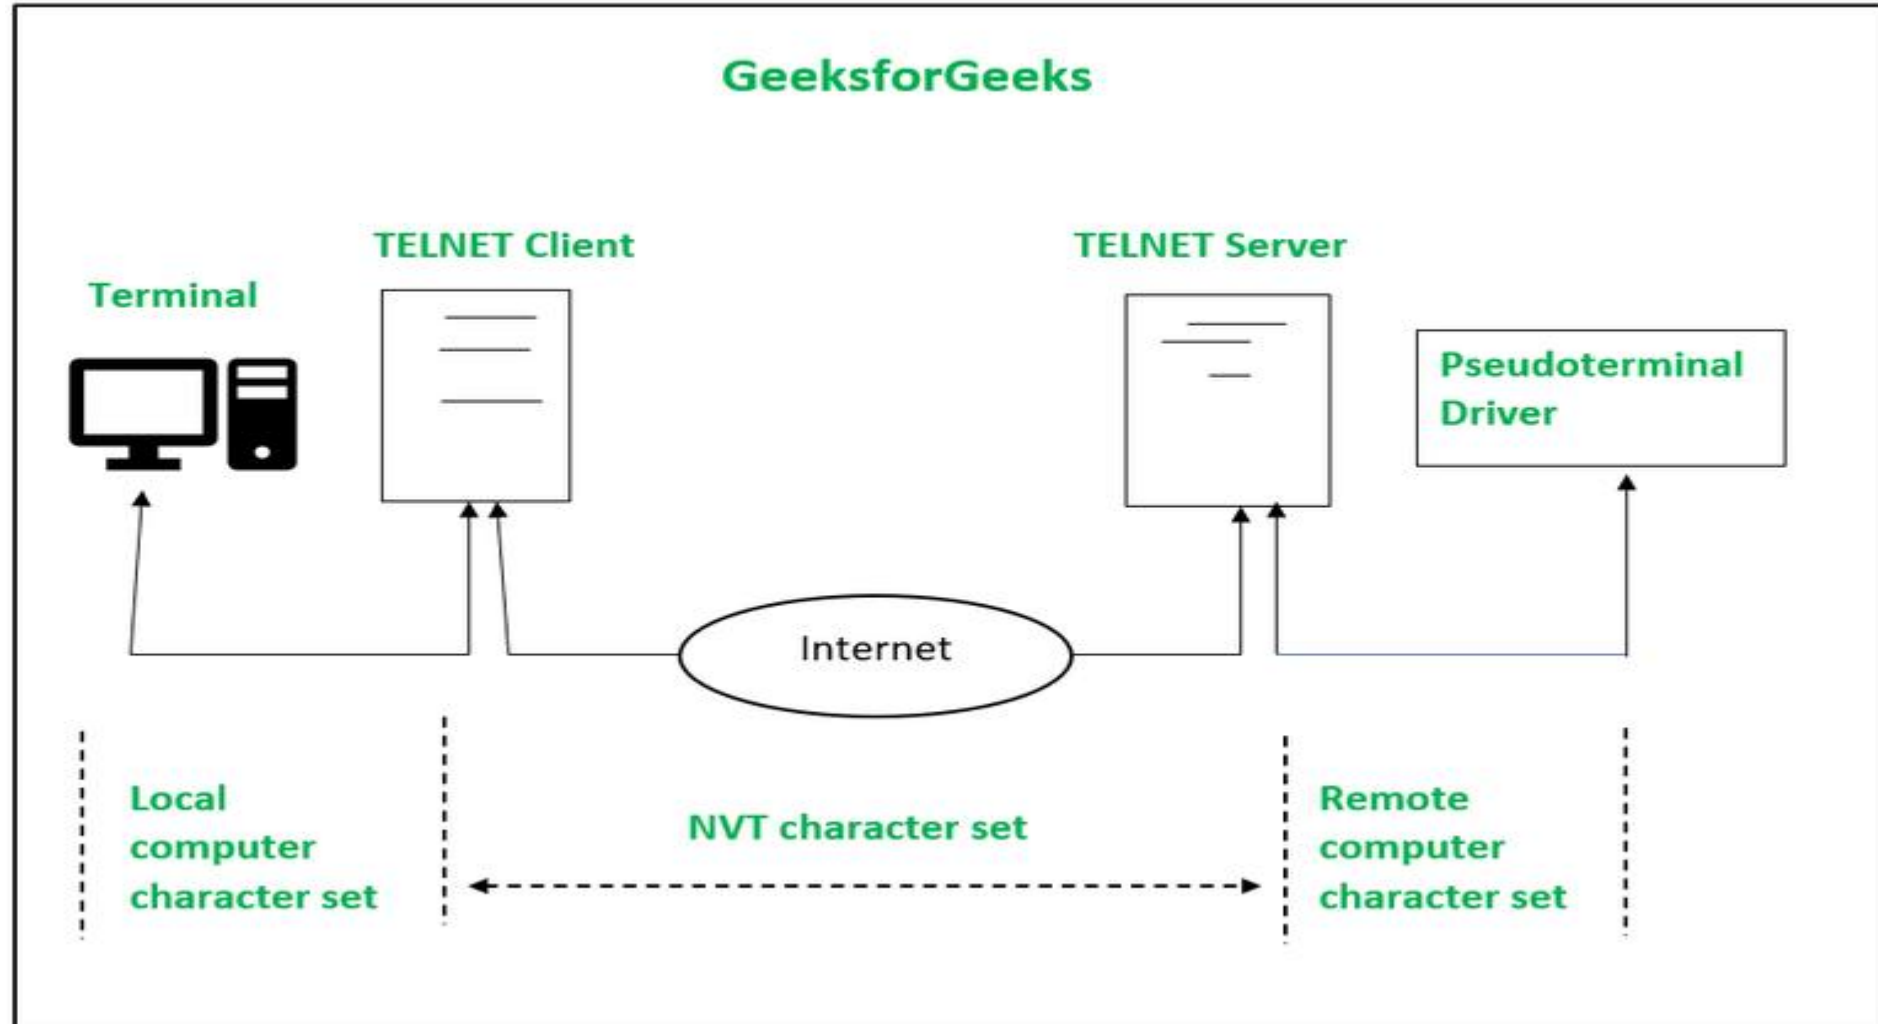 GeeksforGeeks
TELNET Client
TELNET Server
Terminal
Pseudoterminal
Driver
Internet
Local
computer
character set
NVT character set
Remote
computer
character set